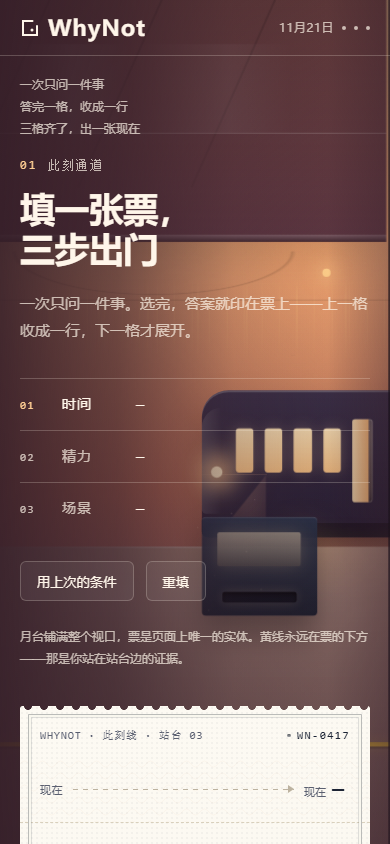 WhyNot
11月21日
一次只问一件事
答完一格，收成一行
三格齐了，出一张现在
01 此刻通道
填一张票，
三步出门
一次只问一件事。选完，答案就印在票上——上一格
收成一行，下一格才展开。
01 时间 —
02 精力 —
03 场景 —
用上次的条件 重填
月台铺满整个视口，票是页面上唯一的实体。黄线永远在票的下方
——那是你站在站台边的证据。
WHYNOT · 此刻线 · 站台 03
WN-0417
现在 现在 —